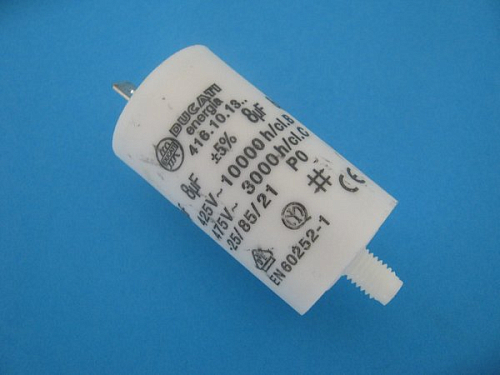 DUCATI
energia
416.10.13..
±5% 8µF
8µF
425V~ 10000h/cl.B
475V~ 3000h/cl.C
-25/85/21 P0
EN 60252-1
CE